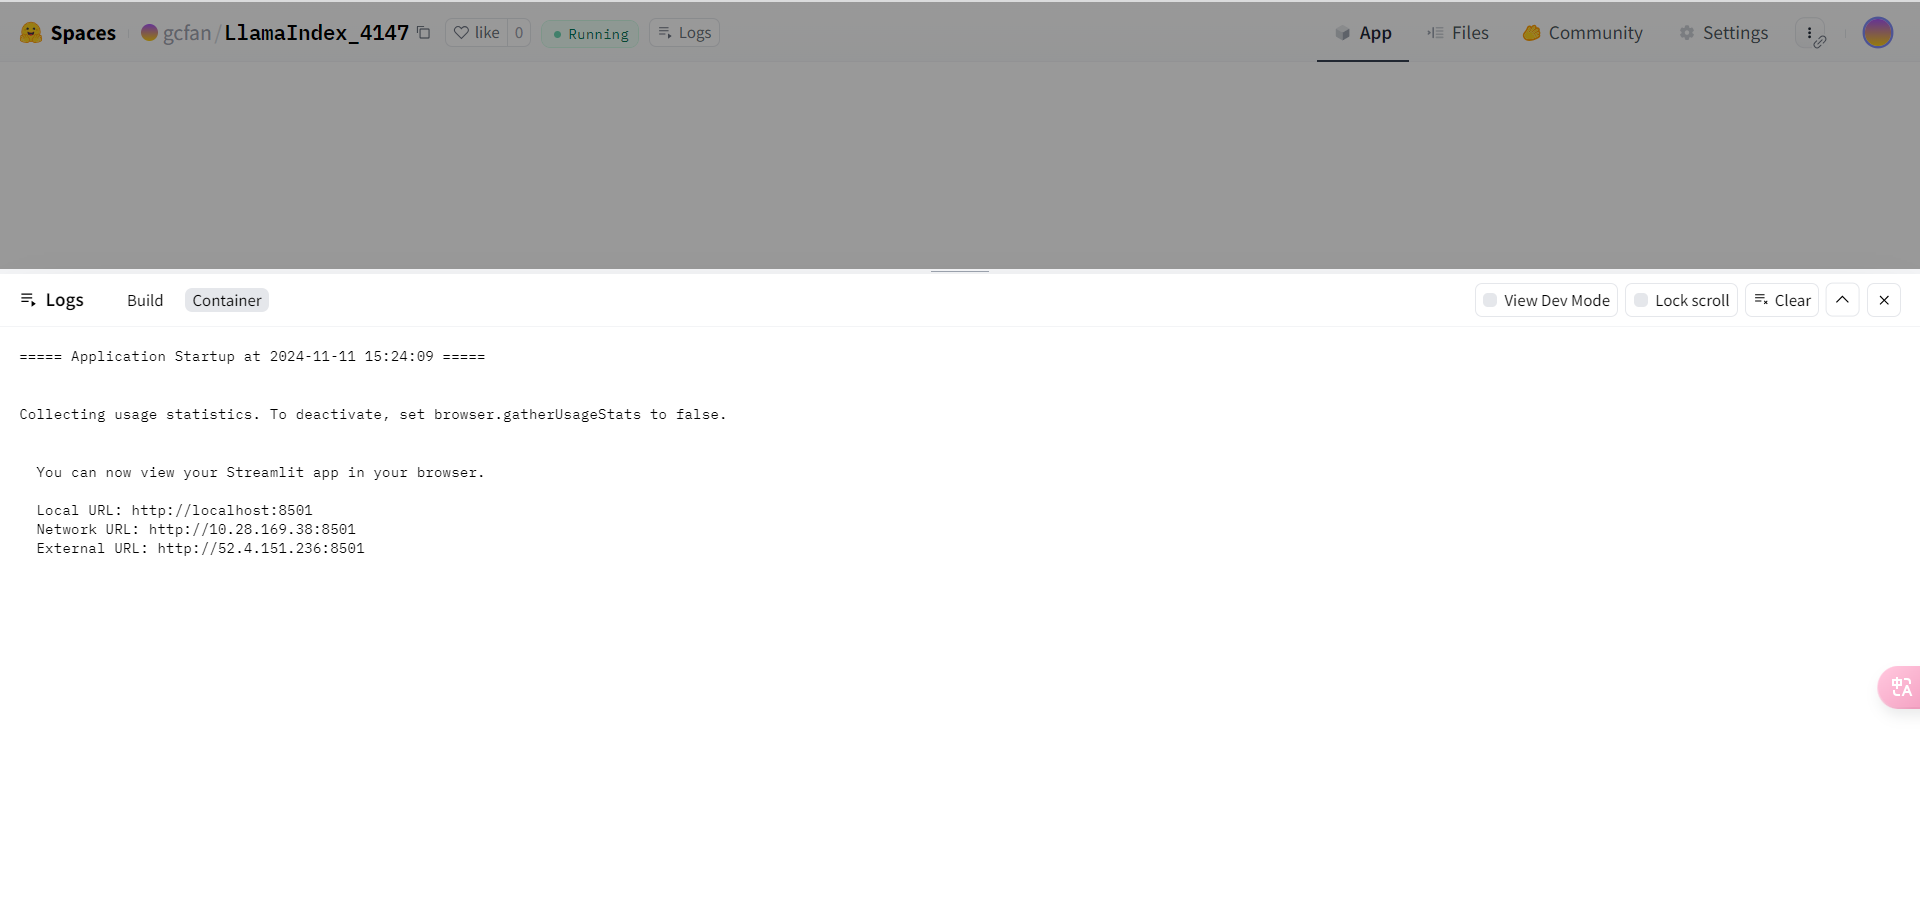 Spaces gcfan/LlamaIndex_4147 like 0 Running Logs App Files Community Settings
Logs Build Container View Dev Mode Lock scroll Clear
===== Application Startup at 2024-11-11 15:24:09 =====
Collecting usage statistics. To deactivate, set browser.gatherUsageStats to false.
You can now view your Streamlit app in your browser.
Local URL: http://localhost:8501
Network URL: http://10.28.169.38:8501
External URL: http://52.4.151.236:8501
中A